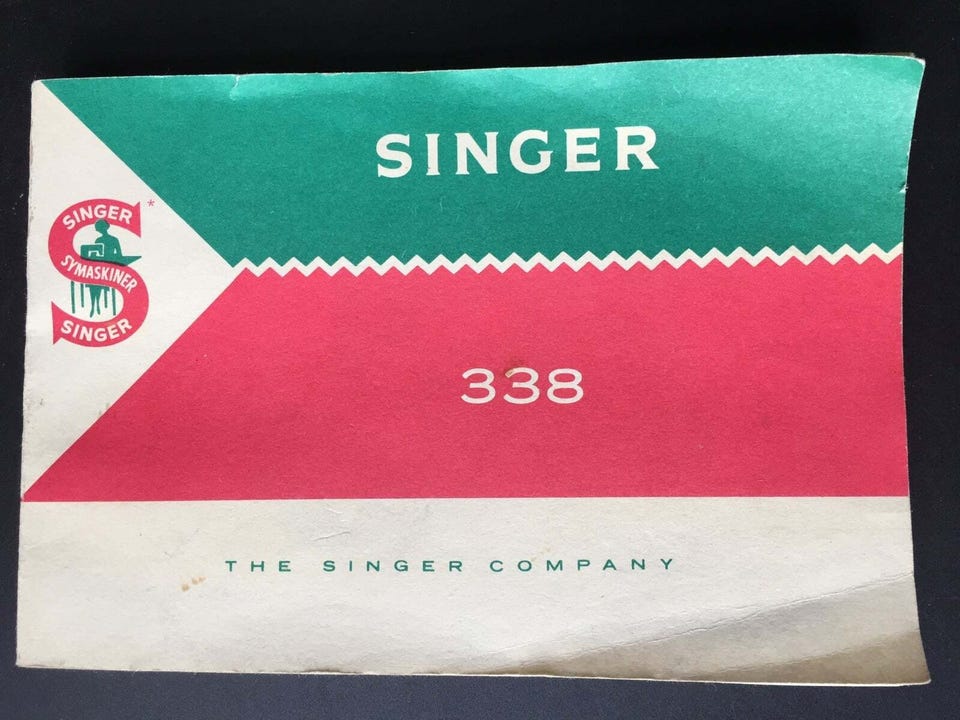 SINGER
338
SINGER
SYMASKINER
SINGER
*
THE SINGER COMPANY